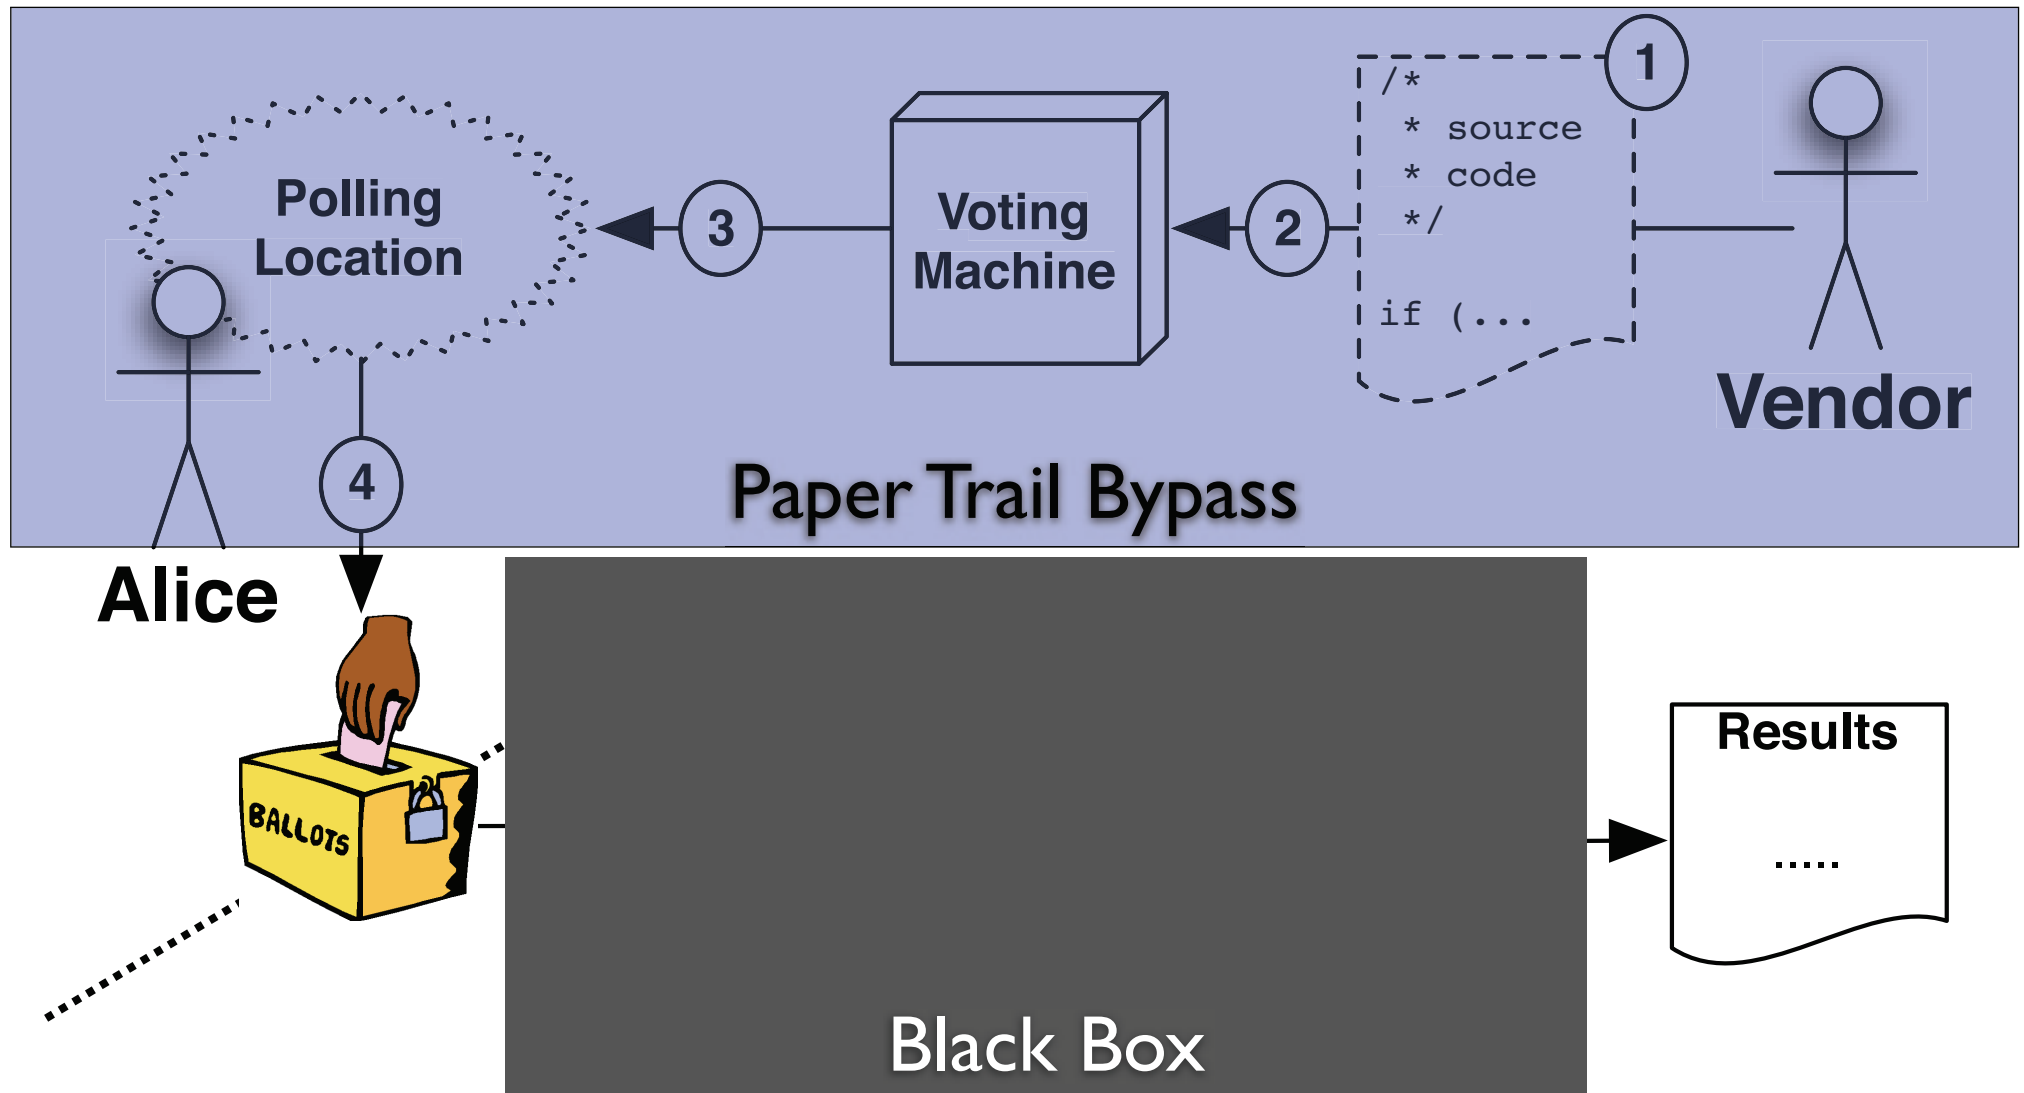 1
/*
* source
* code
*/
if (...
Polling
Location
3
Voting
Machine
2
Vendor
4
Paper Trail Bypass
Alice
BALLOTS
Results
.....
Black Box